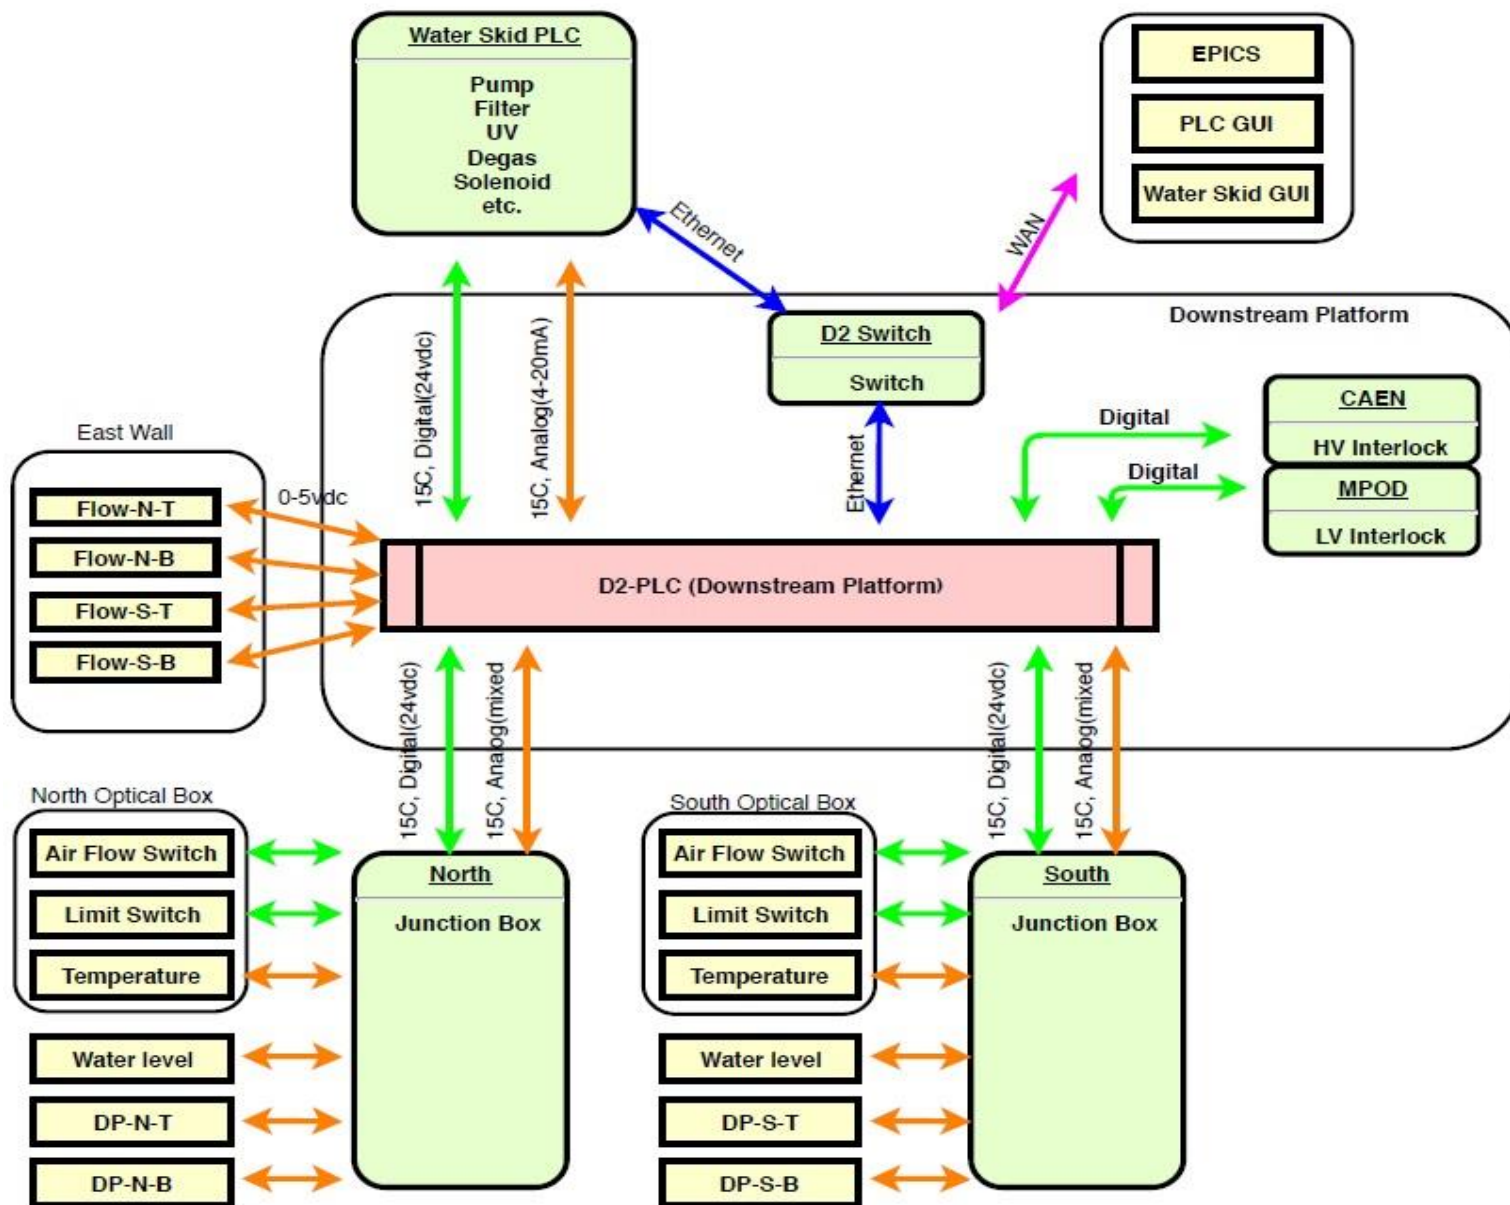 Water Skid PLC
Pump
Filter
UV
Degas
Solenoid
etc.
EPICS
PLC GUI
Water Skid GUI
Ethernet
WAN
Downstream Platform
D2 Switch
Switch
15C, Digital(24vdc)
15C, Analog(4-20mA)
Ethernet
Digital
CAEN
HV Interlock
Digital
MPOD
LV Interlock
East Wall
0-5vdc
Flow-N-T
Flow-N-B
Flow-S-T
Flow-S-B
D2-PLC (Downstream Platform)
15C, Digital(24vdc)
15C, Analog(mixed
15C, Digital(24vdc)
15C, Analog(mixed
North Optical Box
Air Flow Switch
Limit Switch
Temperature
Water level
DP-N-T
DP-N-B
North
Junction Box
South Optical Box
Air Flow Switch
Limit Switch
Temperature
Water level
DP-S-T
DP-S-B
South
Junction Box